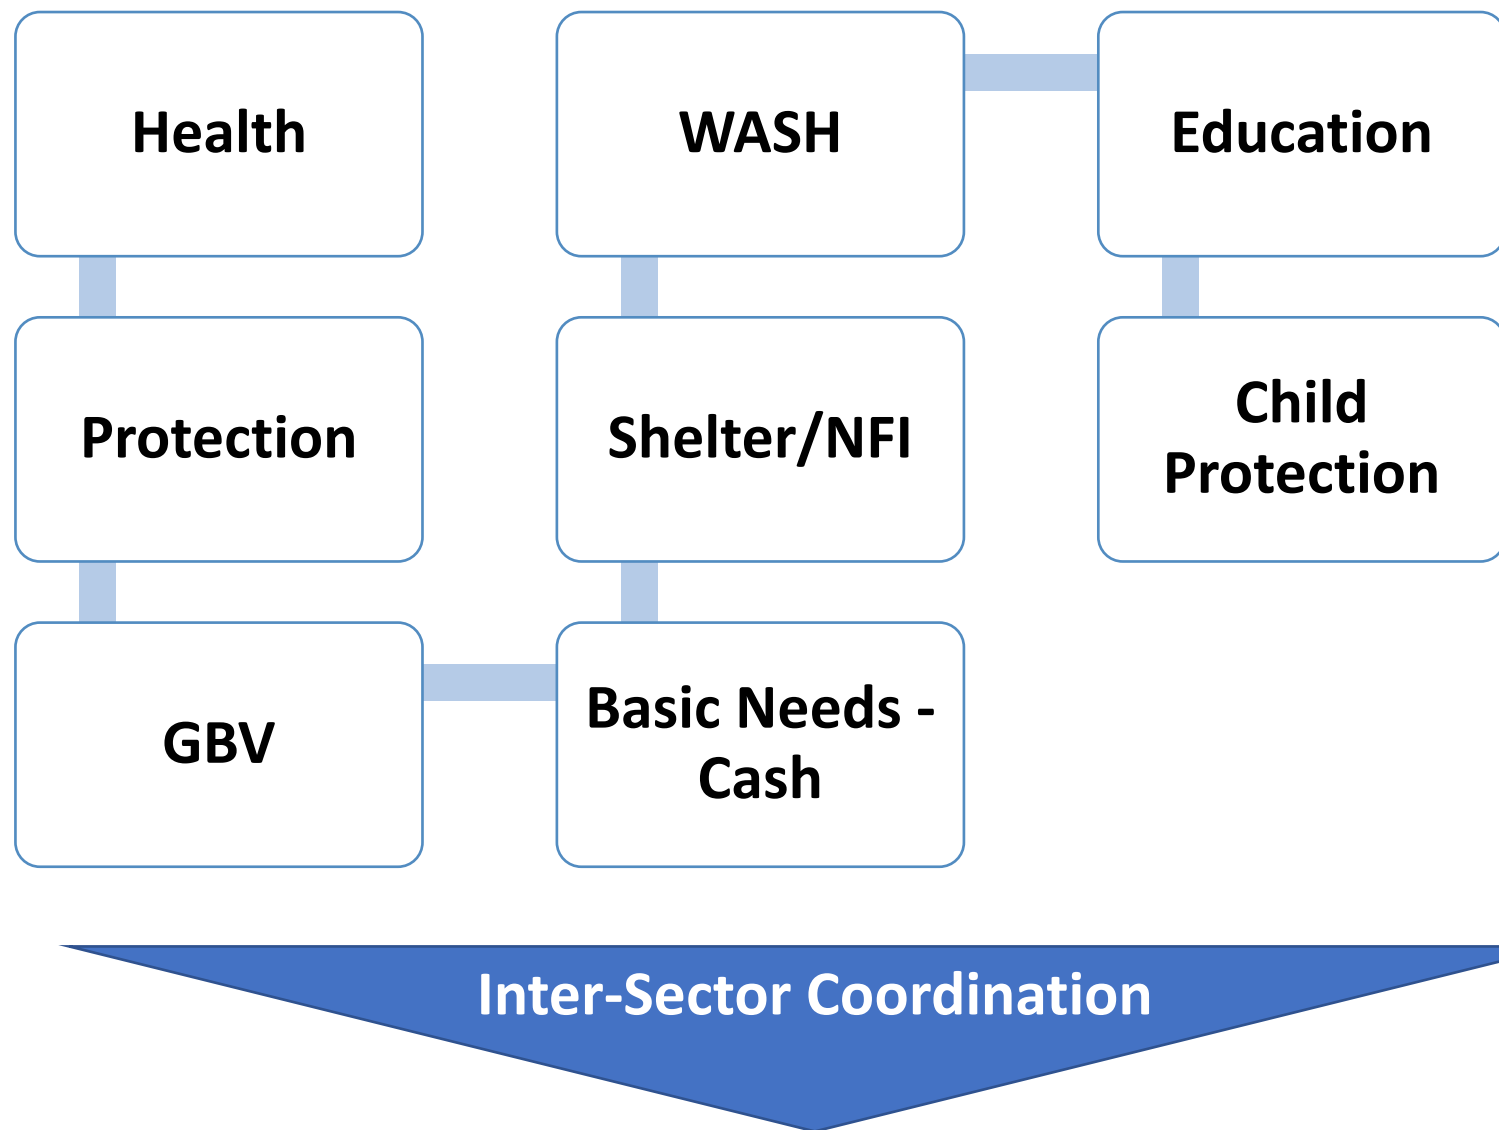 Health
WASH
Education
Protection
Shelter/NFI
Child
Protection
GBV
Basic Needs -
Cash
Inter-Sector Coordination